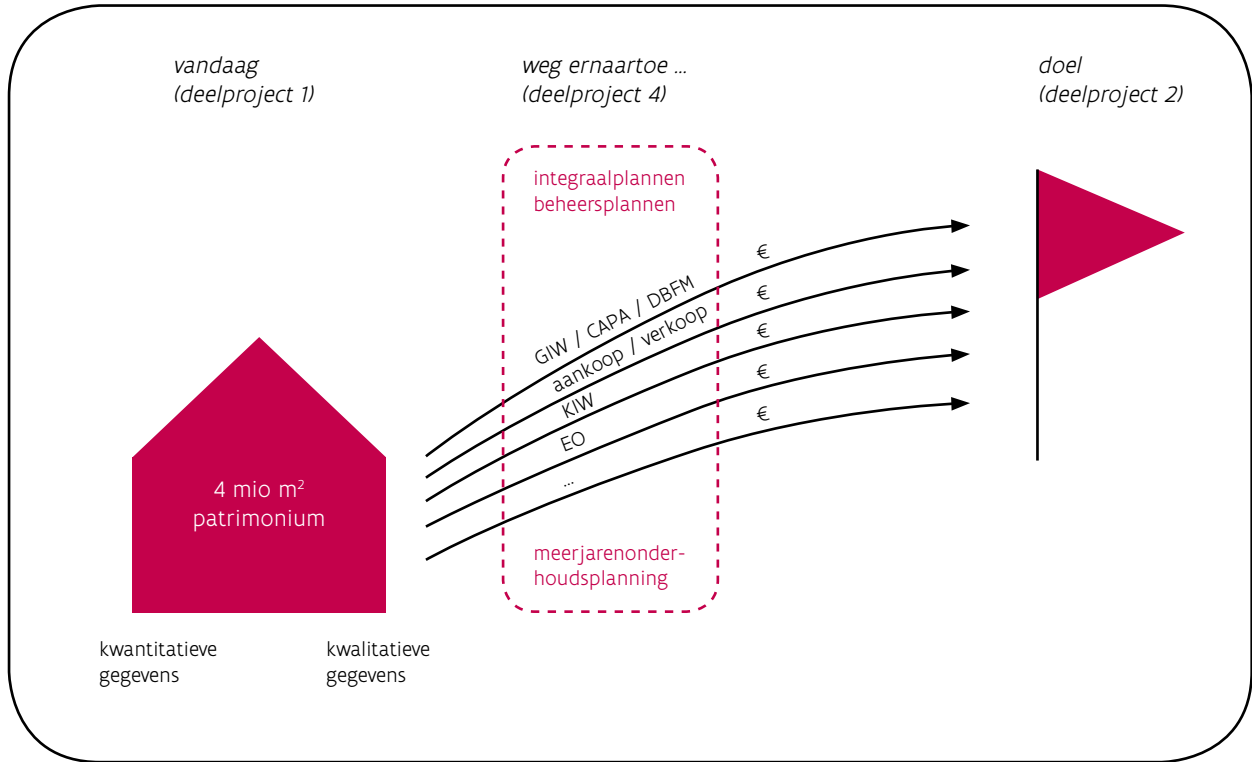 vandaag
(deelproject 1)
weg ernaartoe ...
(deelproject 4)
doel
(deelproject 2)
integraalplannen
beheersplannen
GIW / CAPA / DBFM
€
aankoop / verkoop
€
KIW
€
EO
€
...
€
4 mio m²
patrimonium
meerjarenonder-
houdsplanning
kwantitatieve
gegevens
kwalitatieve
gegevens